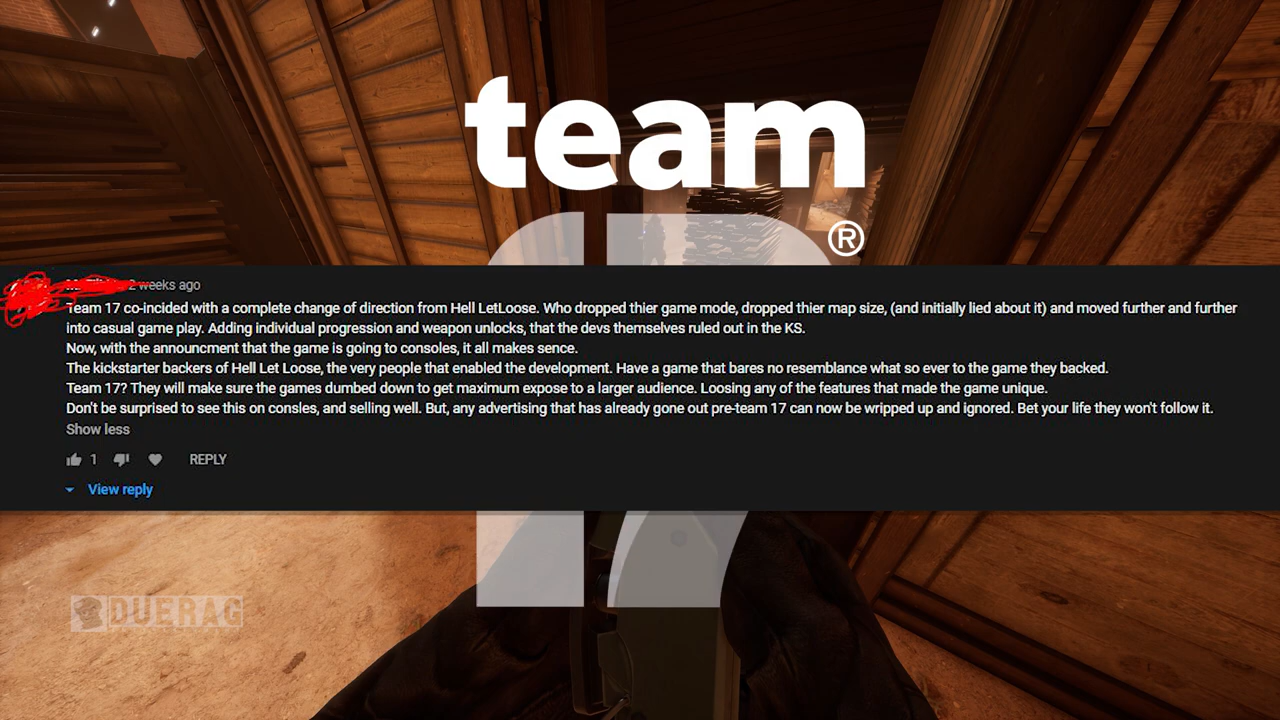 team
17
®
2 weeks ago
Team 17 co-incided with a complete change of direction from Hell LetLoose. Who dropped thier game mode, dropped thier map size, (and initially lied about it) and moved further and further
into casual game play. Adding individual progression and weapon unlocks, that the devs themselves ruled out in the KS.
Now, with the announcment that the game is going to consoles, it all makes sence.
The kickstarter backers of Hell Let Loose, the very people that enabled the development. Have a game that bares no resemblance what so ever to the game they backed.
Team 17? They will make sure the games dumbed down to get maximum expose to a larger audience. Loosing any of the features that made the game unique.
Don't be surprised to see this on consles, and selling well. But, any advertising that has already gone out pre-team 17 can now be wripped up and ignored. Bet your life they won't follow it.
Show less
1 REPLY
View reply
DUERAG